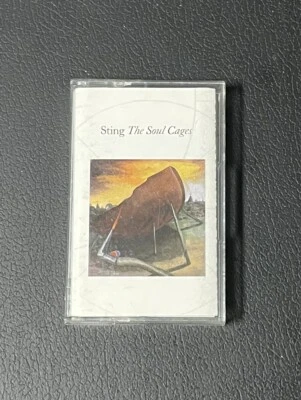 Sting The Soul Cages